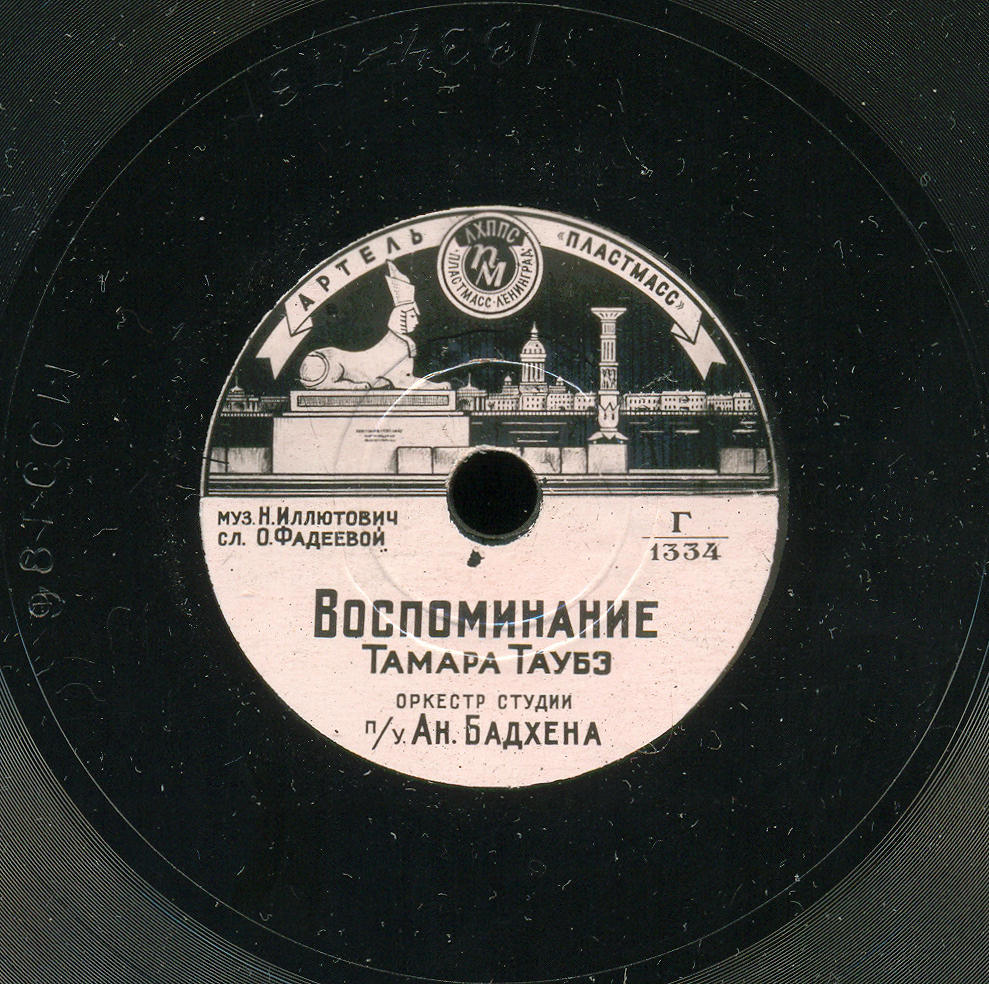 АРТЕЛЬ «ПЛАСТМАСС»
ЛХППС
ПМ
ПЛАСТМАСС·ЛЕНИНГРАД
МУЗ. Н. ИЛЛЮТОВИЧ
СЛ. О. ФАДЕЕВОЙ
Г
1334
ВОСПОМИНАНИЕ
ТАМАРА ТАУБЭ
ОРКЕСТР СТУДИИ
П/У. АН. БАДХЕНА